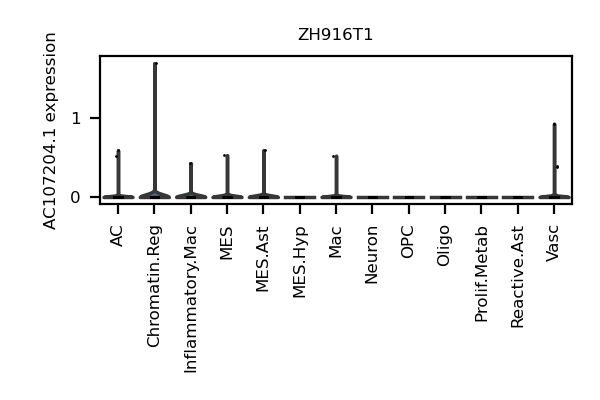 ZH916T1
AC107204.1 expression
1
0
AC
Chromatin.Reg
Inflammatory.Mac
MES
MES.Ast
MES.Hyp
Mac
Neuron
OPC
Oligo
Prolif.Metab
Reactive.Ast
Vasc